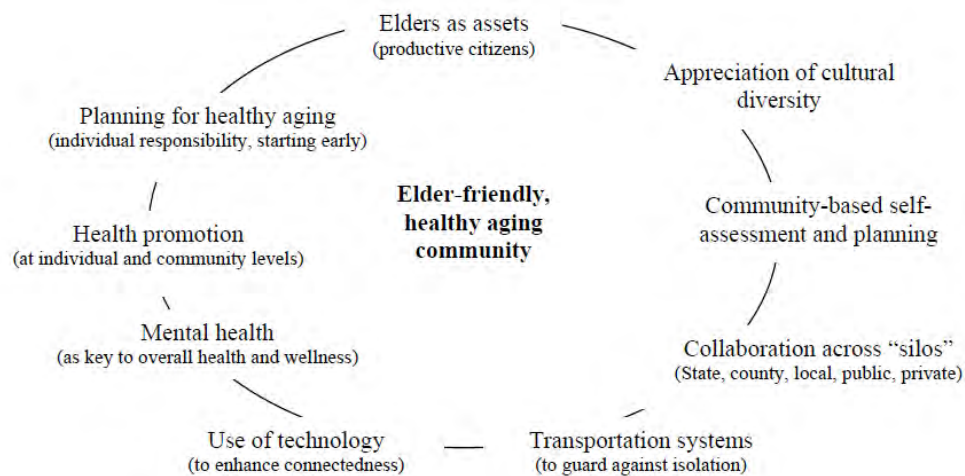 Elders as assets
(productive citizens)
Appreciation of cultural
diversity
Community-based self-
assessment and planning
Collaboration across “silos”
(State, county, local, public, private)
Transportation systems
(to guard against isolation)
Use of technology
(to enhance connectedness)
Mental health
(as key to overall health and wellness)
Health promotion
(at individual and community levels)
Planning for healthy aging
(individual responsibility, starting early)
Elder-friendly,
healthy aging
community